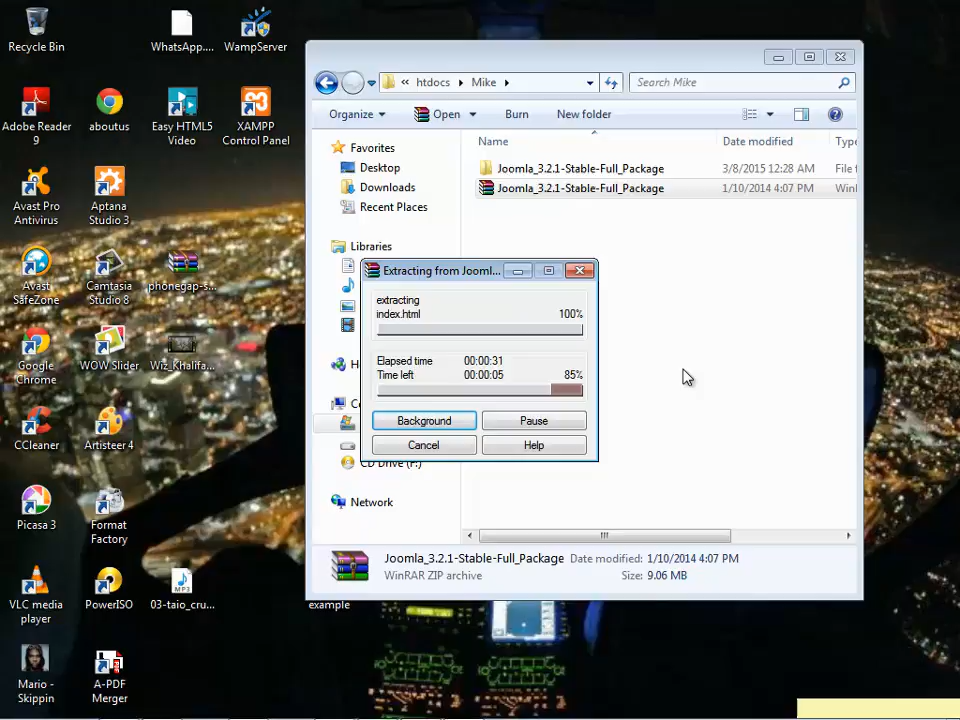 Recycle Bin
WhatsApp....
WampServer
Adobe Reader
9
aboutus
Easy HTML5
Video
XAMPP
Control Panel
Avast Pro
Antivirus
Aptana
Studio 3
Avast
SafeZone
Camtasia
Studio 8
phonegap-s...
Google
Chrome
WOW Slider
Wiz_Khalifa...
CCleaner
Artisteer 4
Picasa 3
Format
Factory
VLC media
player
PowerISO
03-taio_cru...
example
Mario -
Skippin
A-PDF
Merger
« htdocs Mike
Search Mike
Organize
Open
Burn
New folder
Name
Date modified
Type
Joomla_3.2.1-Stable-Full_Package
3/8/2015 12:28 AM
File f
Joomla_3.2.1-Stable-Full_Package
1/10/2014 4:07 PM
WinI
Favorites
Desktop
Downloads
Recent Places
Libraries
H
Co
CD Drive (F:)
Network
Extracting from Jooml...
extracting
index.html 100%
Elapsed time 00:00:31
Time left 00:00:05 85%
Background
Pause
Cancel
Help
Joomla_3.2.1-Stable-Full_Package Date modified: 1/10/2014 4:07 PM
WinRAR ZIP archive Size: 9.06 MB